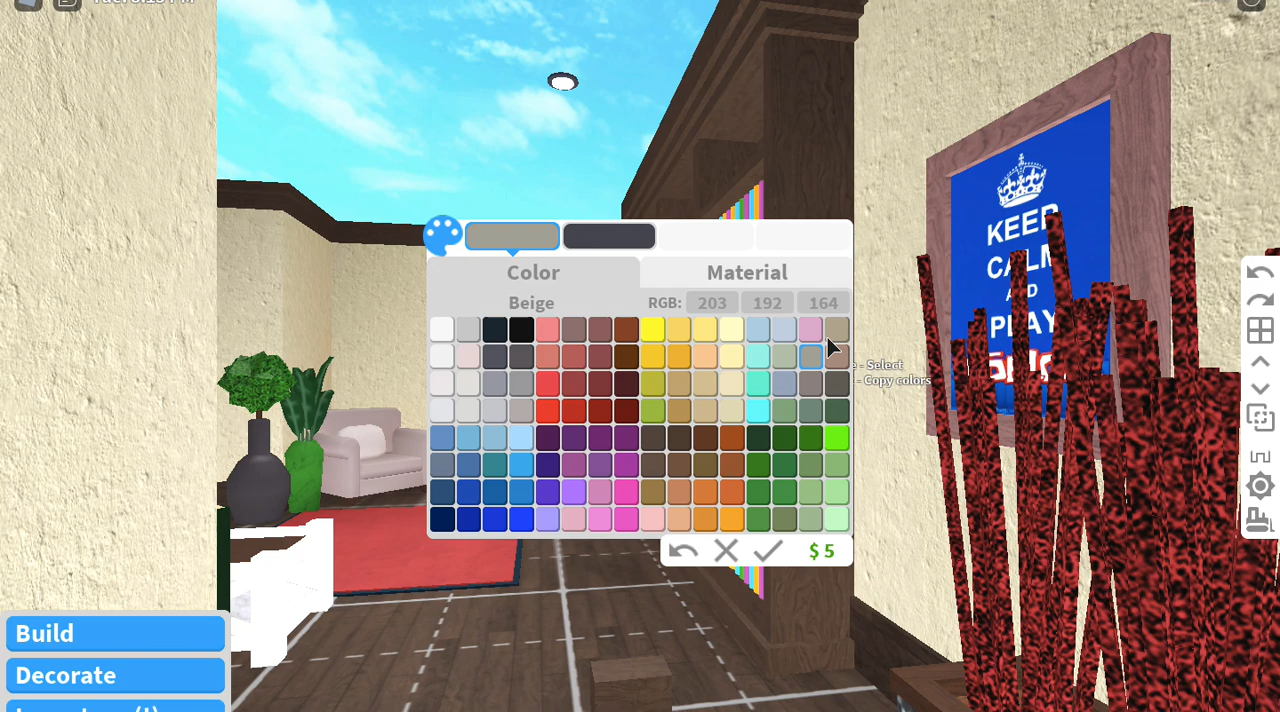 Color
Material
Beige
RGB: 203 192 164
- Select
- Copy colors
$ 5
KEEP
CALM
AND
PLAY
Build
Decorate